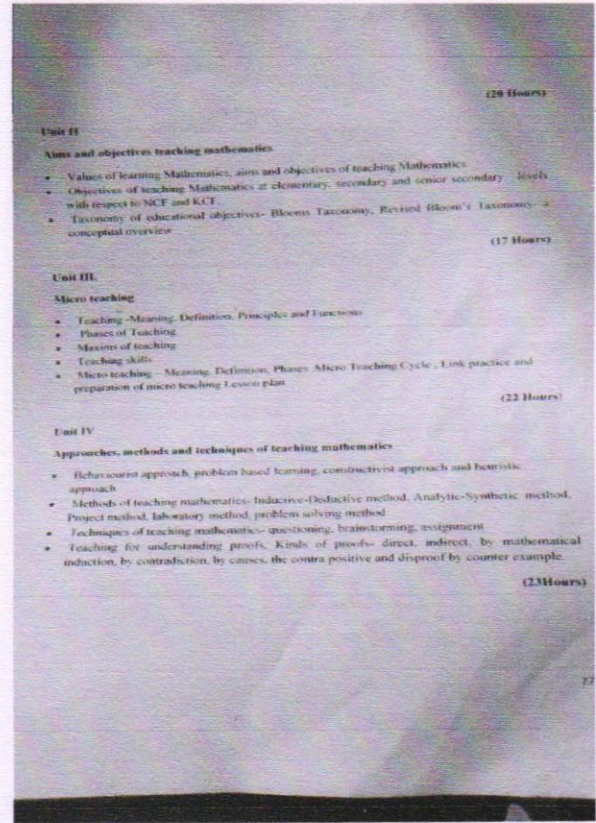 (20 Hours)
Unit II
Aims and objectives teaching mathematics
• Values of learning Mathematics, aims and objectives of teaching Mathematics
• Objectives of teaching Mathematics at elementary, secondary and senior secondary levels
with respect to NCF and KCF.
• Taxonomy of educational objectives- Blooms Taxonomy, Revised Bloom's Taxonomy- a
conceptual overview
(17 Hours)
Unit III.
Micro teaching
• Teaching -Meaning, Definition, Principles and Functions
• Phases of Teaching
• Maxims of teaching
• Teaching skills
• Micro teaching – Meaning, Definition, Phases Micro Teaching Cycle , Link practice and
preparation of micro teaching Lesson plan
(22 Hours)
Unit IV
Approaches, methods and techniques of teaching mathematics
• Behaviourist approach, problem based learning, constructivist approach and heuristic
approach
• Methods of teaching mathematics- Inductive-Deductive method, Analytic-Synthetic method,
Project method, laboratory method, problem solving method
• Techniques of teaching mathematics- questioning, brainstorming, assignment
• Teaching for understanding proofs, Kinds of proofs- direct, indirect, by mathematical
induction, by contradiction, by causes, the contra positive and disproof by counter example.
(23Hours)